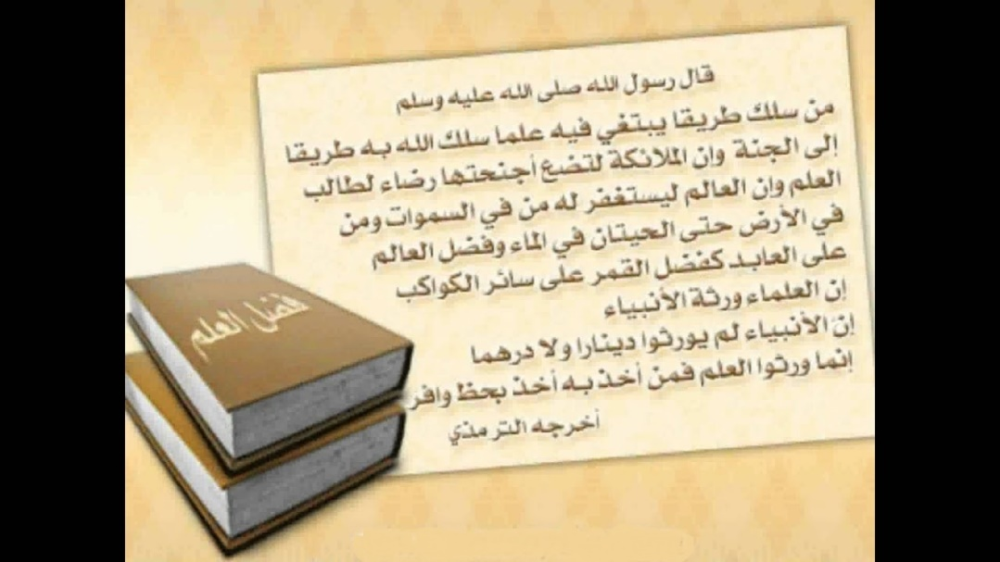 قال رسول الله صلى الله عليه وسلم
من سلك طريقا يبتغي فيه علما سلك الله به طريقا
إلى الجنة وان الملائكة لتضع أجنحتها رضاء لطالب
العلم وان العالم ليستغفر له من في السموات ومن
في الأرض حتى الحيتان في الماء وفضل العالم
على العابد كفضل القمر على سائر الكواكب
إن العلماء ورثة الأنبياء
إن الأنبياء لم يورثوا دينارا ولا درهما
إنما ورثوا العلم فمن أخذ به أخذ بحظ وافر
أخرجه الترمذي
فضل العلم